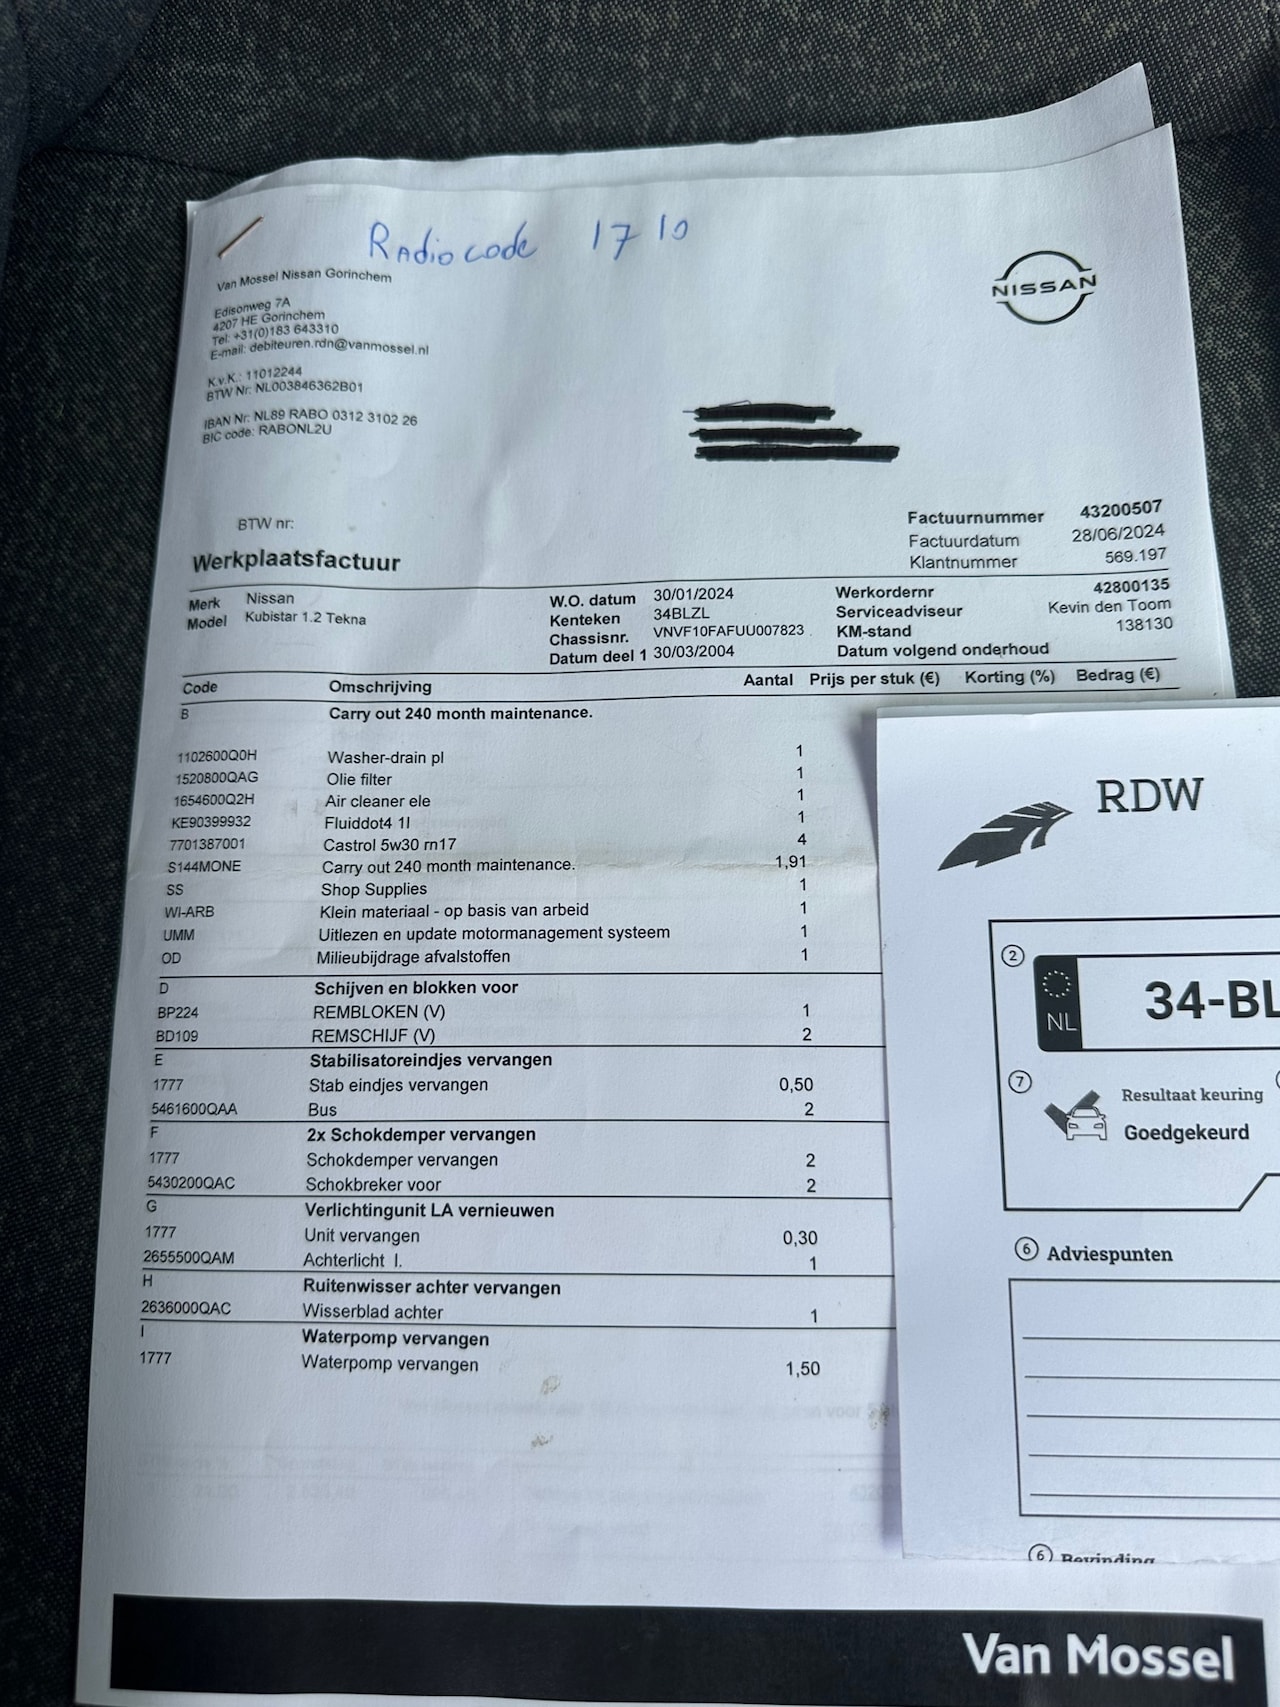 Radiocode 1710
Van Mossel Nissan Gorinchem
NISSAN
Edisonweg 7A
4207 HE Gorinchem
Tel: +31(0)183 643310
E-mail: debiteuren.rdn@vanmossel.nl
K.v.K.: 11012244
BTW Nr: NL003846362B01
IBAN Nr: NL89 RABO 0312 3102 26
BIC code: RABONL2U
BTW nr:
Werkplaatsfactuur
Factuurnummer 43200507
Factuurdatum 28/06/2024
Klantnummer 569.197
Merk Nissan
Model Kubistar 1.2 Tekna
W.O. datum 30/01/2024
Kenteken 34BLZL
Chassisnr. VNVF10FAFUU007823
Datum deel 1 30/03/2004
Werkordernr 42800135
Serviceadviseur Kevin den Toom
KM-stand 138130
Datum volgend onderhoud
Code Omschrijving Aantal Prijs per stuk (€) Korting (%) Bedrag (€)
B Carry out 240 month maintenance.
1102600Q0H Washer-drain pl 1
1520800QAG Olie filter 1
1654600Q2H Air cleaner ele 1
KE90399932 Fluiddot4 1l 1
7701387001 Castrol 5w30 rn17 4
S144MONE Carry out 240 month maintenance. 1,91
SS Shop Supplies 1
WI-ARB Klein materiaal - op basis van arbeid 1
UMM Uitlezen en update motormanagement systeem 1
OD Milieubijdrage afvalstoffen 1
D Schijven en blokken voor
BP224 REMBLOKEN (V) 1
BD109 REMSCHIJF (V) 2
E Stabilisatoreindjes vervangen
1777 Stab eindjes vervangen 0,50
5461600QAA Bus 2
F 2x Schokdemper vervangen
1777 Schokdemper vervangen 2
5430200QAC Schokbreker voor 2
G Verlichtingunit LA vernieuwen
1777 Unit vervangen 0,30
2655500QAM Achterlicht l. 1
H Ruitenwisser achter vervangen
2636000QAC Wisserblad achter 1
I Waterpomp vervangen
1777 Waterpomp vervangen 1,50
Van Mossel
RDW
2
NL 34-BL
7 Resultaat keuring
Goedgekeurd
6 Adviespunten
6 Bevinding